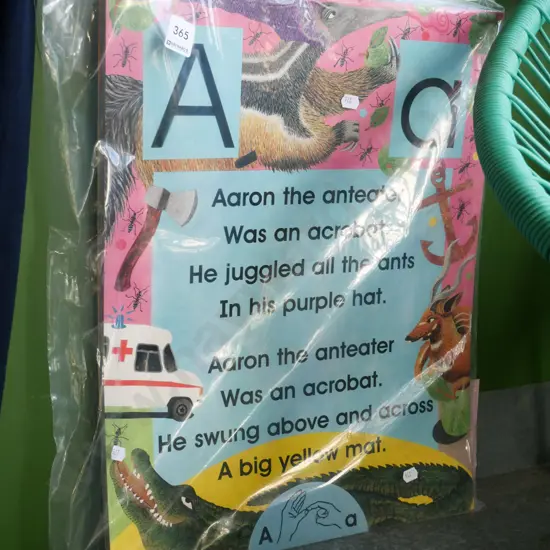 365
A a
Aaron the anteater
Was an acrobat
He juggled all the ants
In his purple hat.
Aaron the anteater
Was an acrobat.
He swung above and across
A big yellow mat.
A a